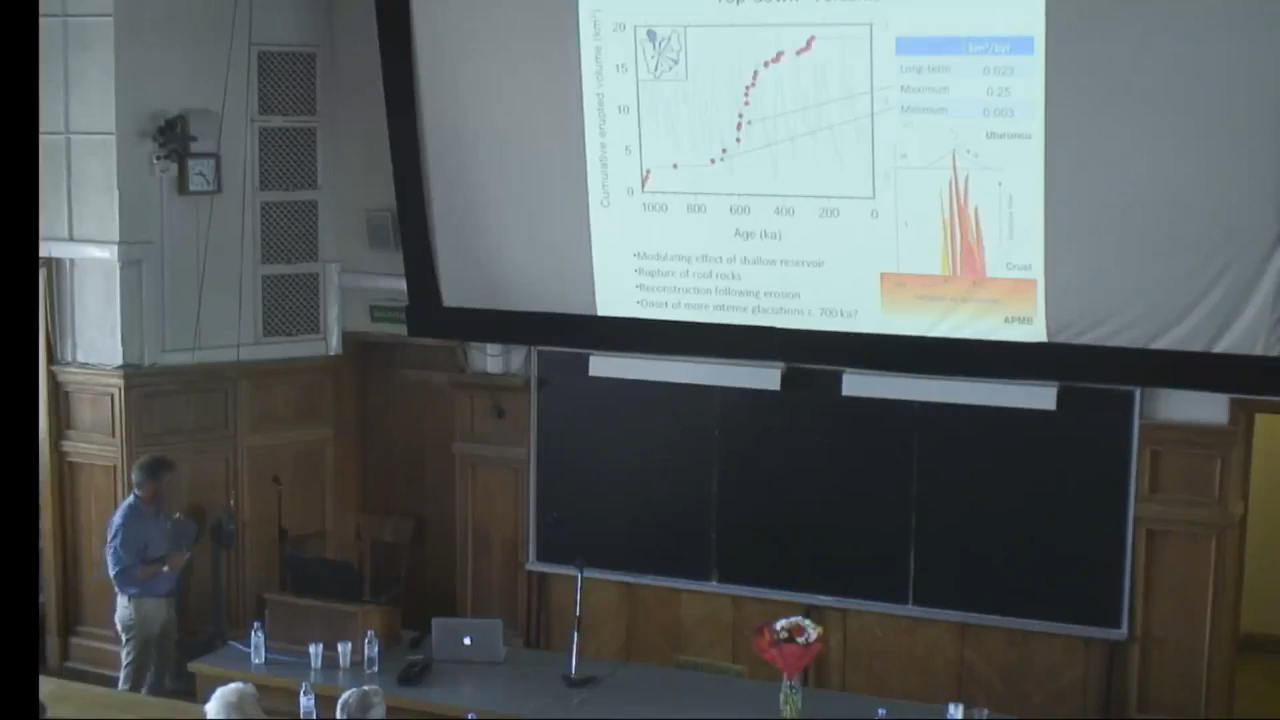 Cumulative erupted volume (km³)
20
15
10
5
0
1000 800 600 400 200 0
Age (ka)
•Modulating effect of shallow reservoir
•Rupture of roof rocks
•Reconstruction following erosion
•Onset of more intense glaciations c. 700 ka?
km³/kyr
Long-term 0.023
Maximum 0.25
Minimum 0.003
Uturuncu
Crust
APMB